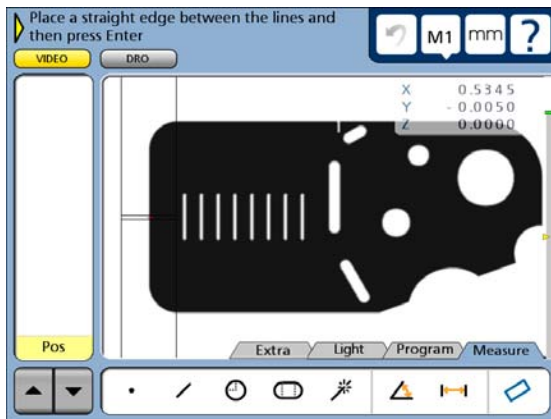 Place a straight edge between the lines and
then press Enter
M1
mm
?
VIDEO
DRO
X 0.5345
Y - 0.0050
Z 0.0000
Pos
Extra
Light
Program
Measure